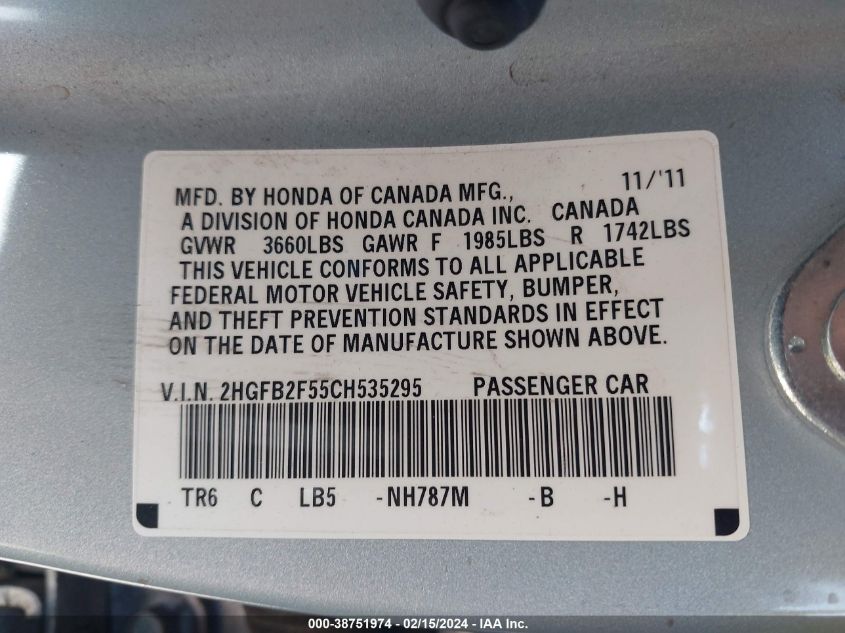 11/'11
MFD. BY HONDA OF CANADA MFG.,
A DIVISION OF HONDA CANADA INC. CANADA
GVWR 3660LBS GAWR F 1985LBS R 1742LBS
THIS VEHICLE CONFORMS TO ALL APPLICABLE
FEDERAL MOTOR VEHICLE SAFETY, BUMPER,
AND THEFT PREVENTION STANDARDS IN EFFECT
ON THE DATE OF MANUFACTURE SHOWN ABOVE.
V.I.N. 2HGFB2F55CH535295 PASSENGER CAR
TR6 C LB5 -NH787M -B -H
000-38751974 - 02/15/2024 - IAA Inc.